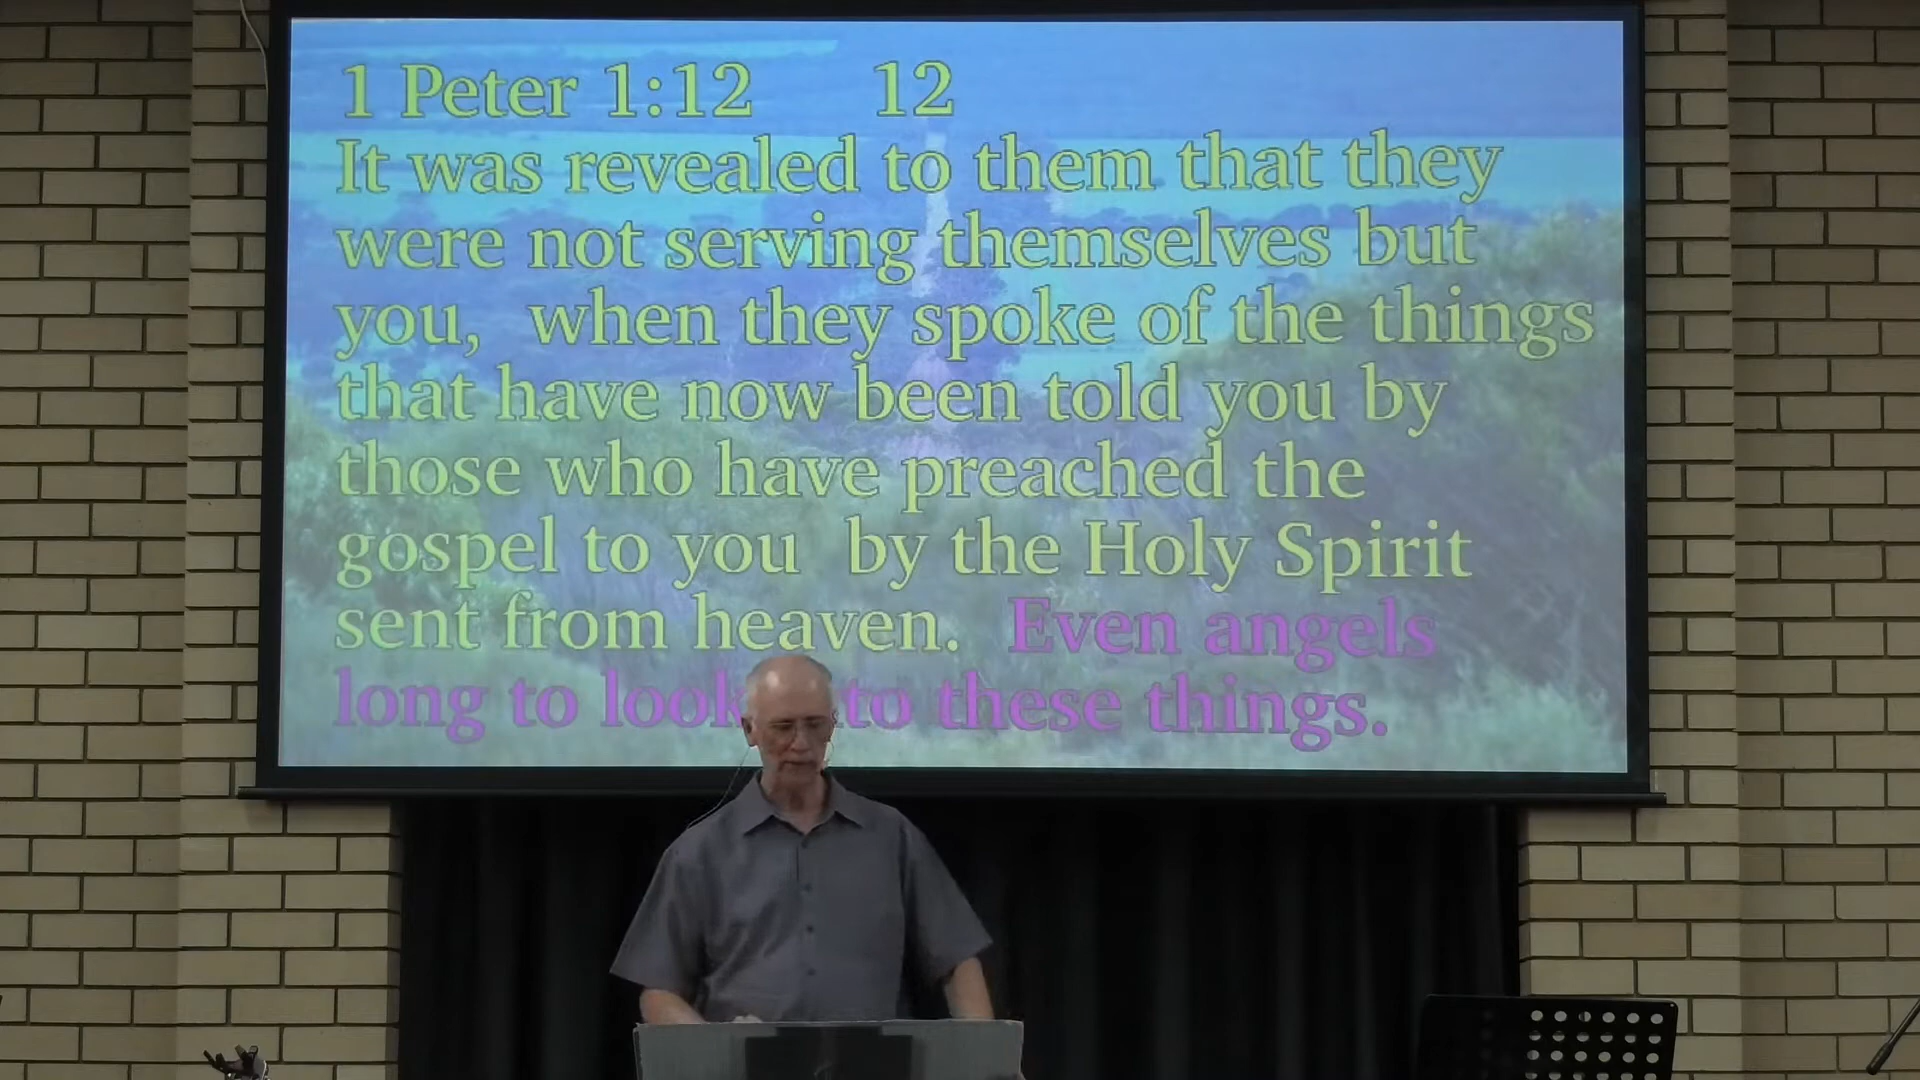 1 Peter 1:12 12
It was revealed to them that they
were not serving themselves but
you, when they spoke of the things
that have now been told you by
those who have preached the
gospel to you by the Holy Spirit
sent from heaven. Even angels
long to look to these things.